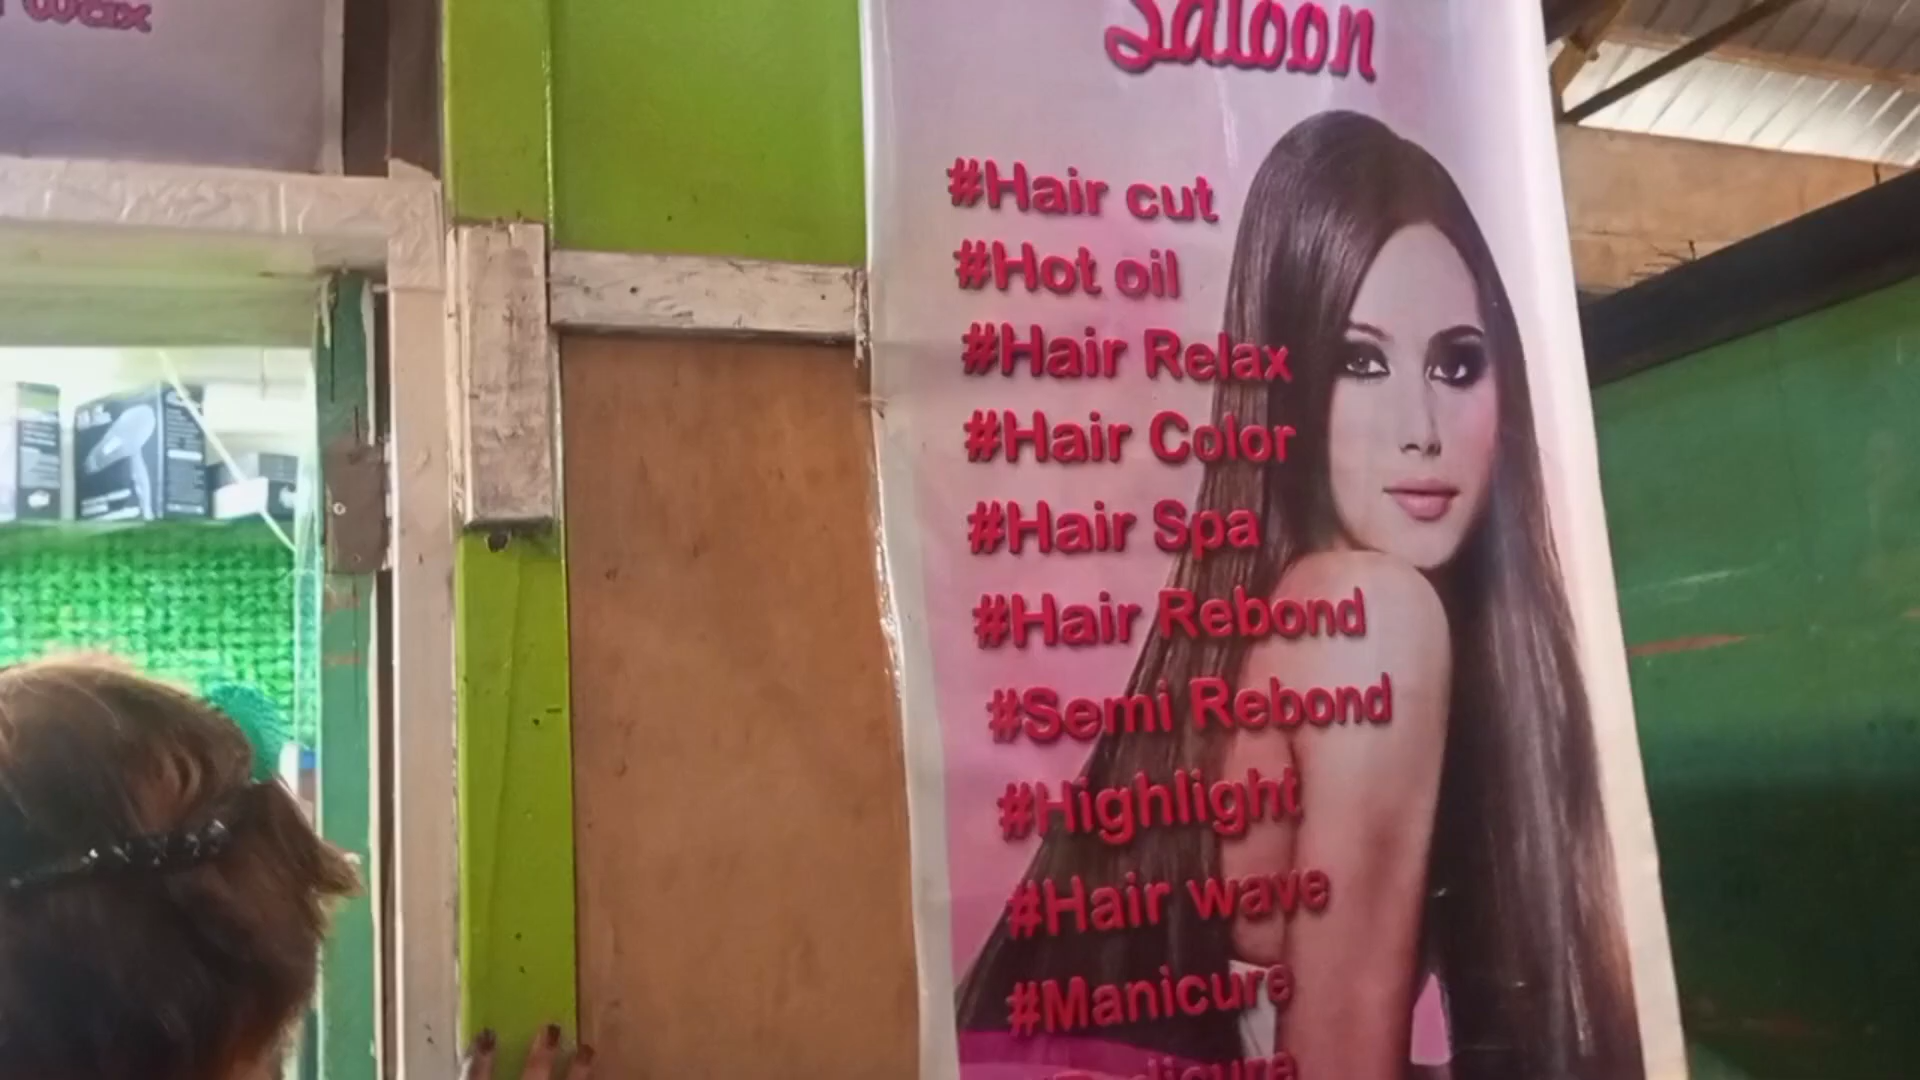 wax
Saloon
#Hair cut
#Hot oil
#Hair Relax
#Hair Color
#Hair Spa
#Hair Rebond
#Semi Rebond
#Highlight
#Hair wave
#Manicure